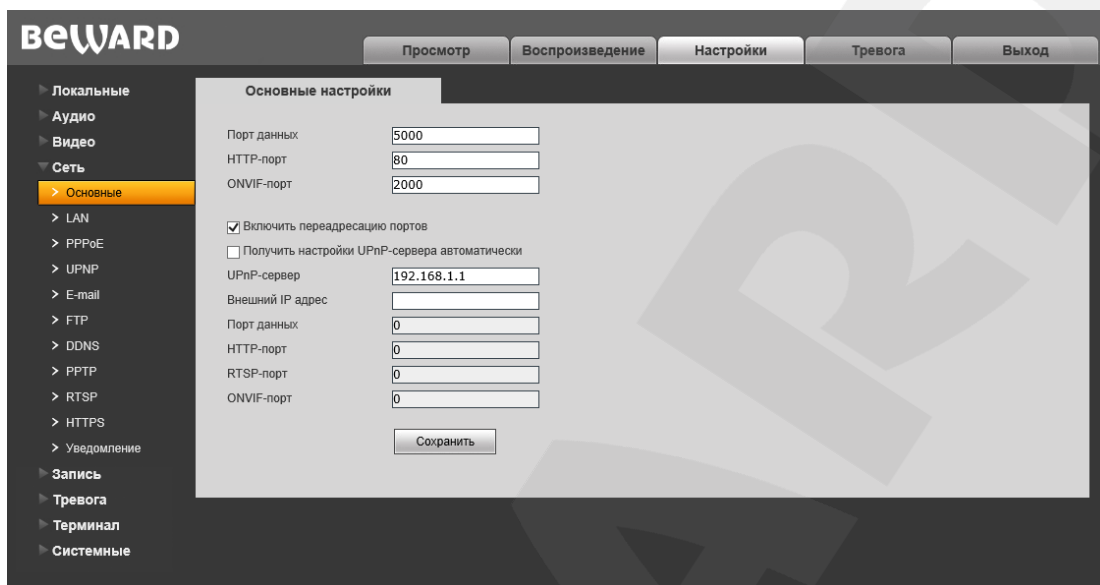 BEWARD
Просмотр
Воспроизведение
Настройки
Тревога
Выход
Локальные
Аудио
Видео
Сеть
> Основные
> LAN
> PPPoE
> UPNP
> E-mail
> FTP
> DDNS
> PPTP
> RTSP
> HTTPS
> Уведомление
Запись
Тревога
Терминал
Системные
Основные настройки
Порт данных 5000
HTTP-порт 80
ONVIF-порт 2000
Включить переадресацию портов
Получить настройки UPnP-сервера автоматически
UPnP-сервер 192.168.1.1
Внешний IP адрес
Порт данных 0
HTTP-порт 0
RTSP-порт 0
ONVIF-порт 0
Сохранить